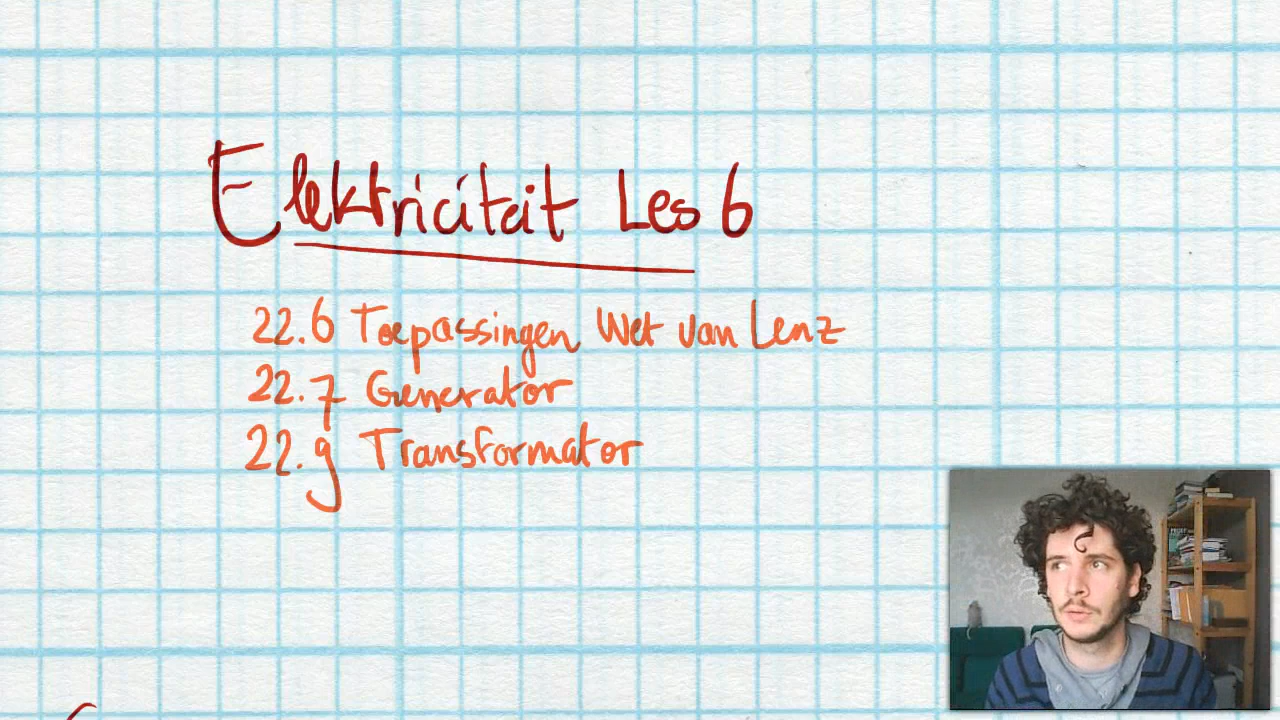 Elektriciteit Les 6
22.6 Toepassingen Wet van Lenz
22.7 Generator
22.9 Transformator